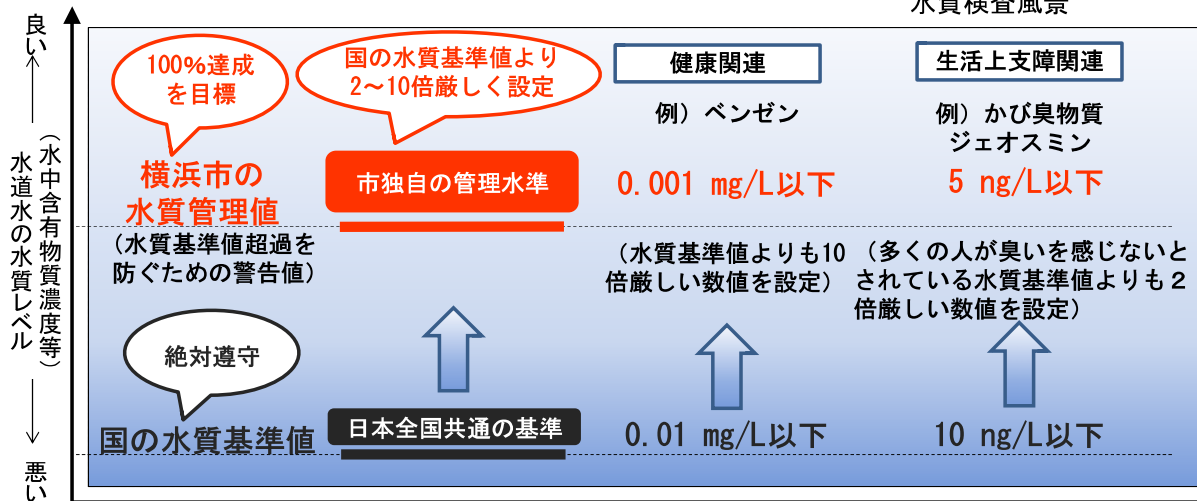 水質検査風景
良い
水道水の水質レベル
（水中含有物質濃度等）
悪い
100%達成
を目標
国の水質基準値より
2～10倍厳しく設定
健康関連
生活上支障関連
例）ベンゼン
例）かび臭物質
ジェオスミン
横浜市の
水質管理値
市独自の管理水準
0.001 mg/L以下
5 ng/L以下
（水質基準値超過を
防ぐための警告値）
（水質基準値よりも10
倍厳しい数値を設定）
（多くの人が臭いを感じないと
されている水質基準値よりも２
倍厳しい数値を設定）
絶対遵守
国の水質基準値
日本全国共通の基準
0.01 mg/L以下
10 ng/L以下